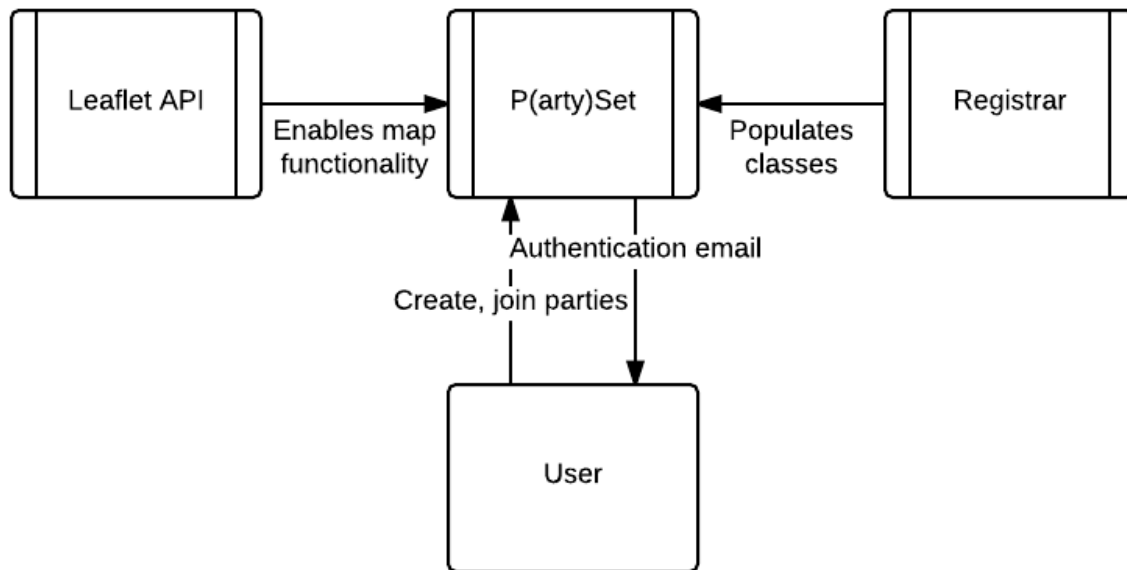 Leaflet API
P(arty)Set
Registrar
Enables map
functionality
Populates
classes
Authentication email
Create, join parties
User